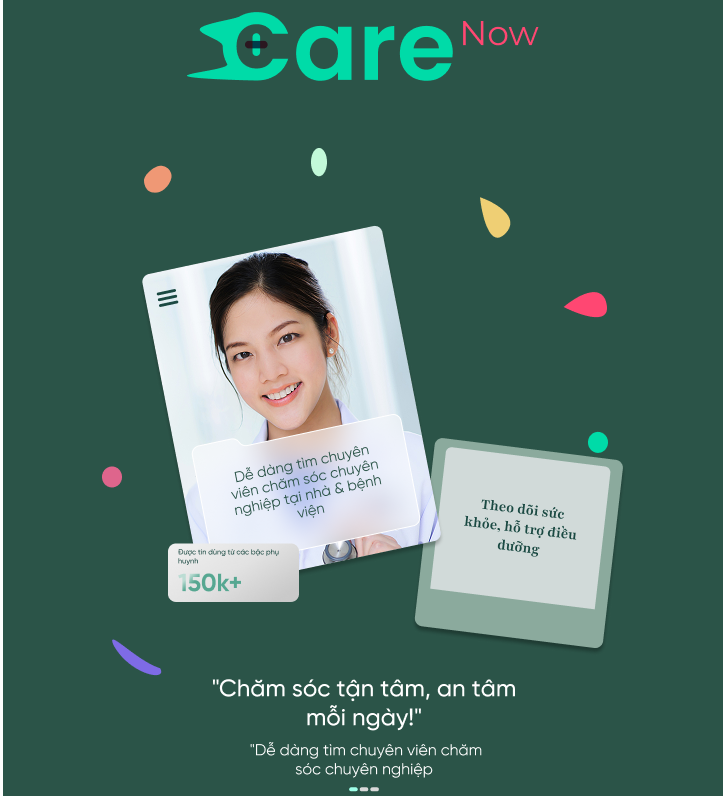 Care Now
Dễ dàng tìm chuyên
viên chăm sóc chuyên
nghiệp tại nhà & bệnh
viện
Theo dõi sức
khỏe, hỗ trợ điều
dưỡng
Được tin dùng từ các bậc phụ
huynh
150k+
"Chăm sóc tận tâm, an tâm
mỗi ngày!"
"Dễ dàng tìm chuyên viên chăm
sóc chuyên nghiệp